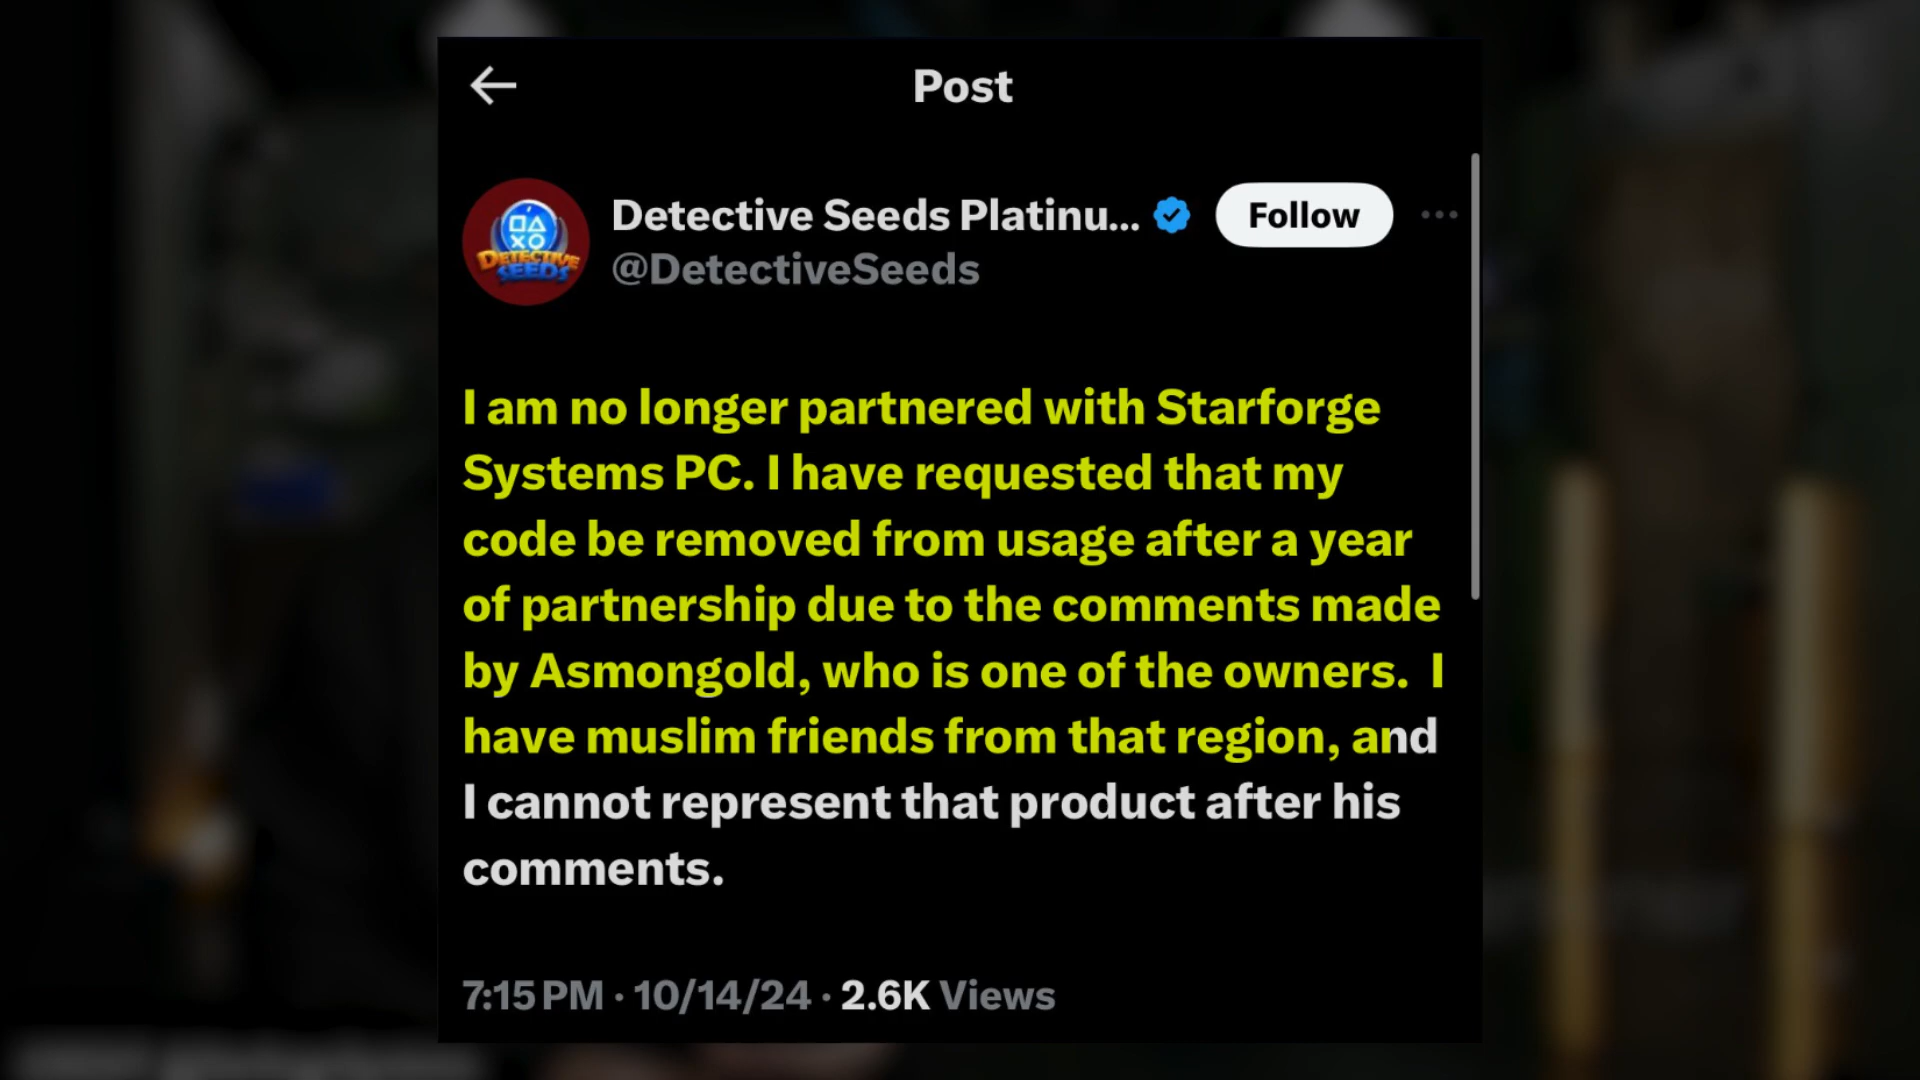 Post
Detective Seeds Platinu...
Follow
@DetectiveSeeds
DETECTIVE
SEEDS
I am no longer partnered with Starforge
Systems PC. I have requested that my
code be removed from usage after a year
of partnership due to the comments made
by Asmongold, who is one of the owners.  I
have muslim friends from that region, and
I cannot represent that product after his
comments.
7:15 PM · 10/14/24 · 2.6K Views